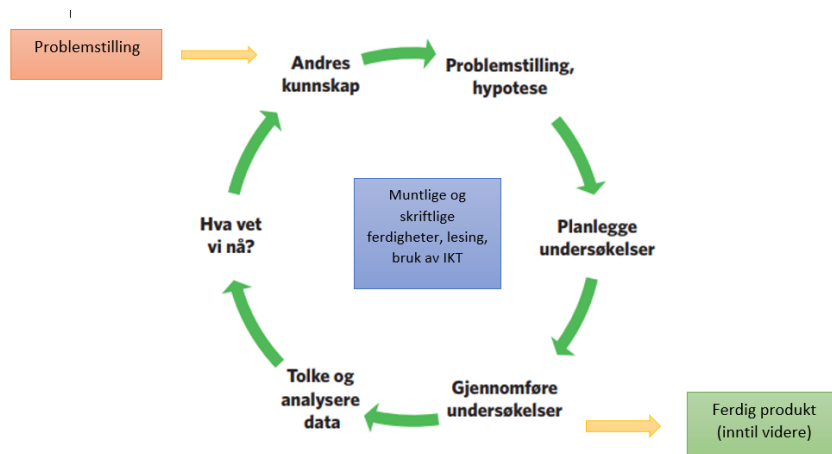 Problemstilling
Andres
kunnskap
Problemstilling,
hypotese
Planlegge
undersøkelser
Gjennomføre
undersøkelser
Ferdig produkt
(inntil videre)
Tolke og
analysere
data
Hva vet
vi nå?
Muntlige og
skriftlige
ferdigheter, lesing,
bruk av IKT